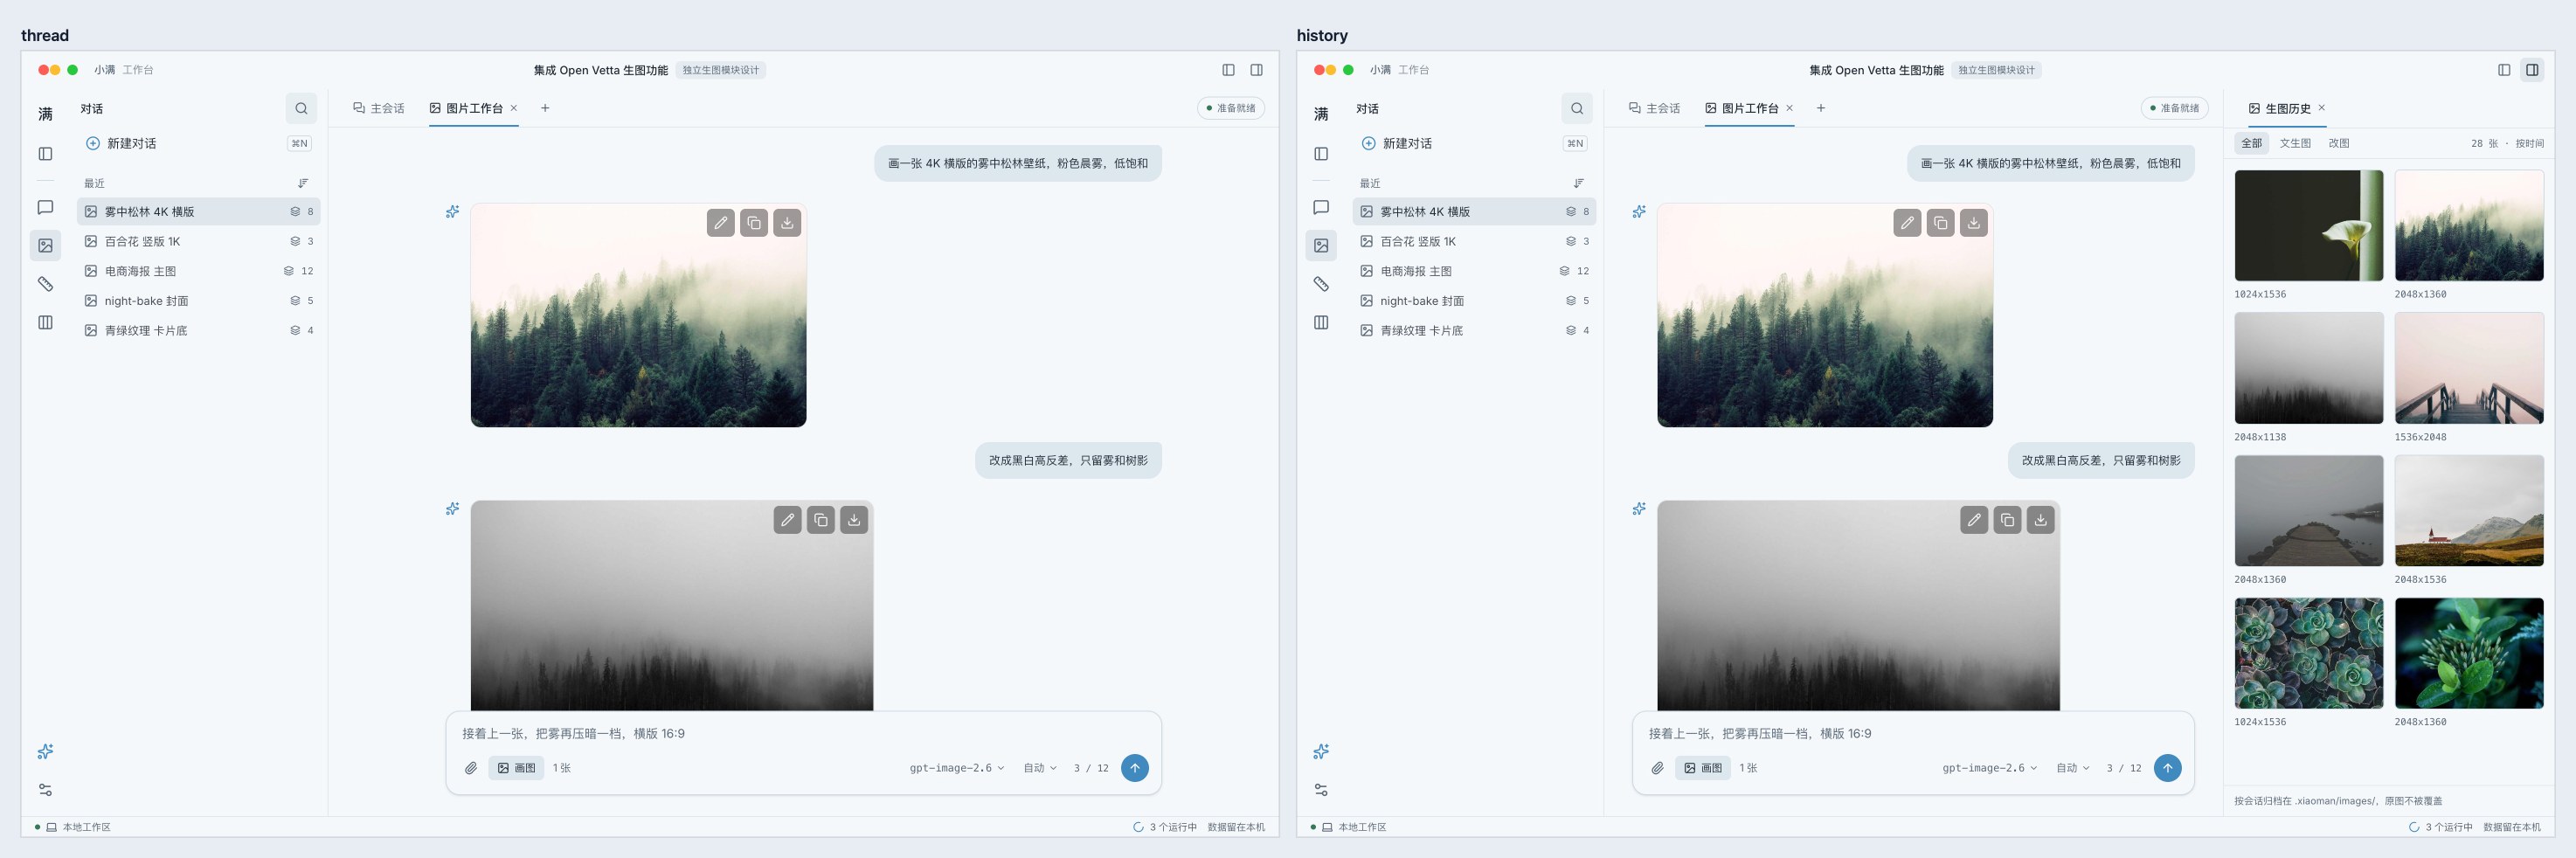 thread
小满 工作台
集成 Open Vetta 生图功能 独立生图模块设计
满
对话
新建对话 ⌘N
最近
雾中松林 4K 横版 8
百合花 竖版 1K 3
电商海报 主图 12
night-bake 封面 5
青绿纹理 卡片底 4
主会话 图片工作台 × +
准备就绪
画一张 4K 横版的雾中松林壁纸，粉色晨雾，低饱和
改成黑白高反差，只留雾和树影
接着上一张，把雾再压暗一档，横版 16:9
画图 1张 gpt-image-2.6 自动 3 / 12
本地工作区 3 个运行中 数据留在本机
history
小满 工作台
集成 Open Vetta 生图功能 独立生图模块设计
满
对话
新建对话 ⌘N
最近
雾中松林 4K 横版 8
百合花 竖版 1K 3
电商海报 主图 12
night-bake 封面 5
青绿纹理 卡片底 4
主会话 图片工作台 × +
准备就绪
画一张 4K 横版的雾中松林壁纸，粉色晨雾，低饱和
改成黑白高反差，只留雾和树影
接着上一张，把雾再压暗一档，横版 16:9
画图 1张 gpt-image-2.6 自动 3 / 12
生图历史 ×
全部 文生图 改图 28 张 · 按时间
1024x1536 2048x1360
2048x1138 1536x2048
2048x1360 2048x1536
1024x1536 2048x1360
按会话归档在 .xiaoman/images/，原图不被覆盖
本地工作区 3 个运行中 数据留在本机